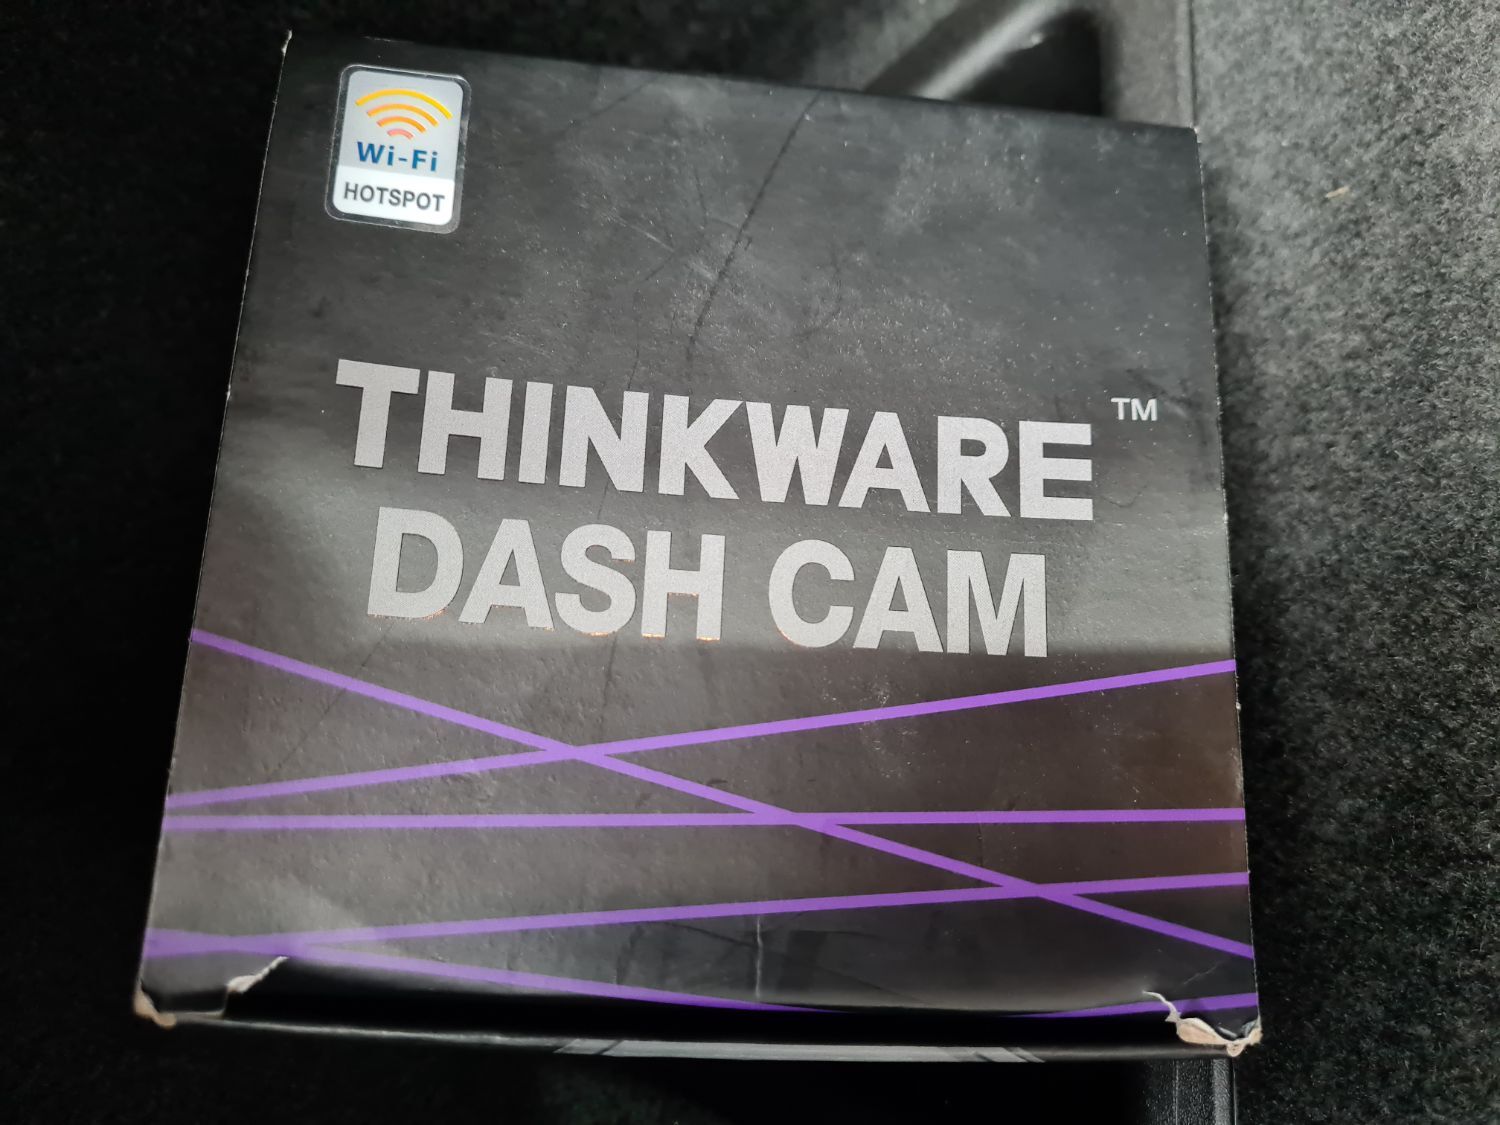 Wi-Fi
HOTSPOT
THINKWARE™
DASH CAM